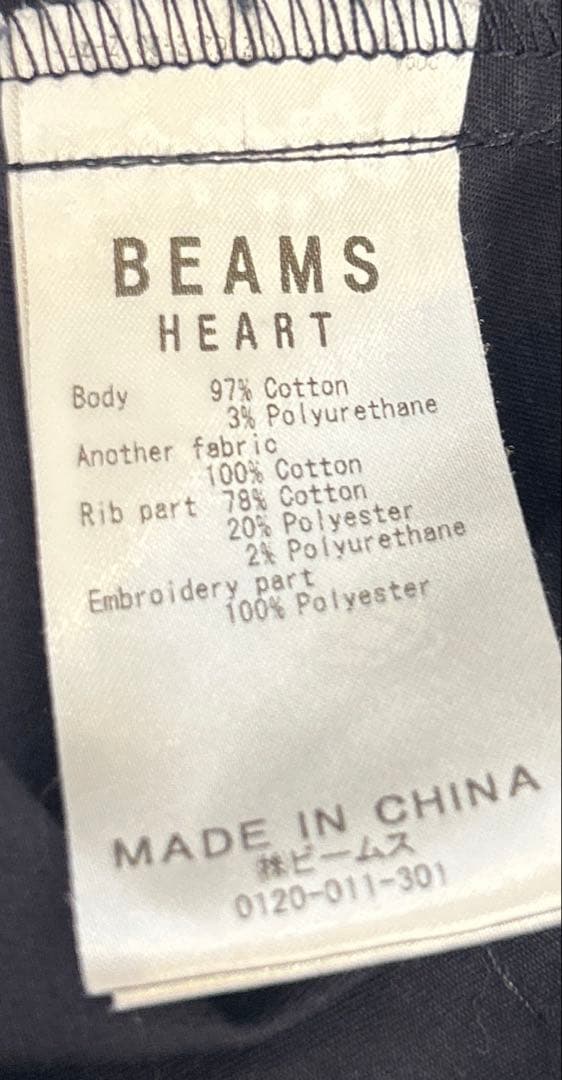 BEAMS
HEART
Body 97% Cotton
3% Polyurethane
Another fabric
100% Cotton
Rib part 78% Cotton
20% Polyester
2% Polyurethane
Embroidery part
100% Polyester
MADE IN CHINA
㈱ビームス
0120-011-301